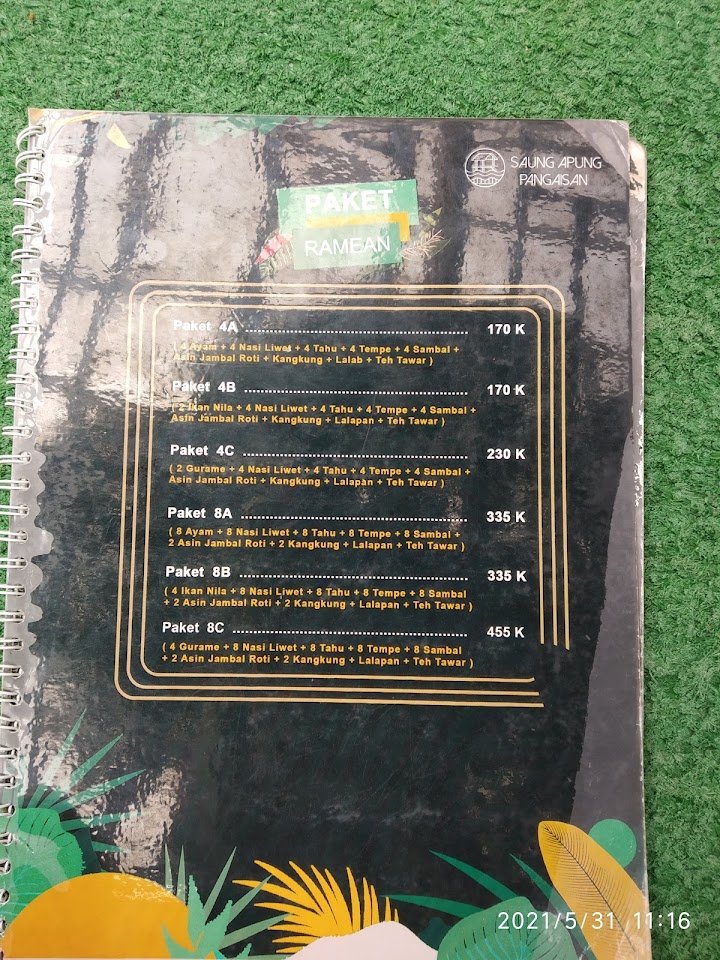 SAUNG APUNG
PANGAISAN
PAKET
RAMEAN
Paket 4A ........................ 170 K
( 4 Ayam + 4 Nasi Liwet + 4 Tahu + 4 Tempe + 4 Sambal +
Asin Jambal Roti + Kangkung + Lalab + Teh Tawar )
Paket 4B ........................ 170 K
( 2 Ikan Nila + 4 Nasi Liwet + 4 Tahu + 4 Tempe + 4 Sambal +
Asin Jambal Roti + Kangkung + Lalapan + Teh Tawar )
Paket 4C ........................ 230 K
( 2 Gurame + 4 Nasi Liwet + 4 Tahu + 4 Tempe + 4 Sambal +
Asin Jambal Roti + Kangkung + Lalapan + Teh Tawar )
Paket 8A ........................ 335 K
( 8 Ayam + 8 Nasi Liwet + 8 Tahu + 8 Tempe + 8 Sambal +
2 Asin Jambal Roti + 2 Kangkung + Lalapan + Teh Tawar )
Paket 8B ........................ 335 K
( 4 Ikan Nila + 8 Nasi Liwet + 8 Tahu + 8 Tempe + 8 Sambal
+ 2 Asin Jambal Roti + 2 Kangkung + Lalapan + Teh Tawar )
Paket 8C ........................ 455 K
( 4 Gurame + 8 Nasi Liwet + 8 Tahu + 8 Tempe + 8 Sambal
+ 2 Asin Jambal Roti + 2 Kangkung + Lalapan + Teh Tawar )
2021/5/31 11:16